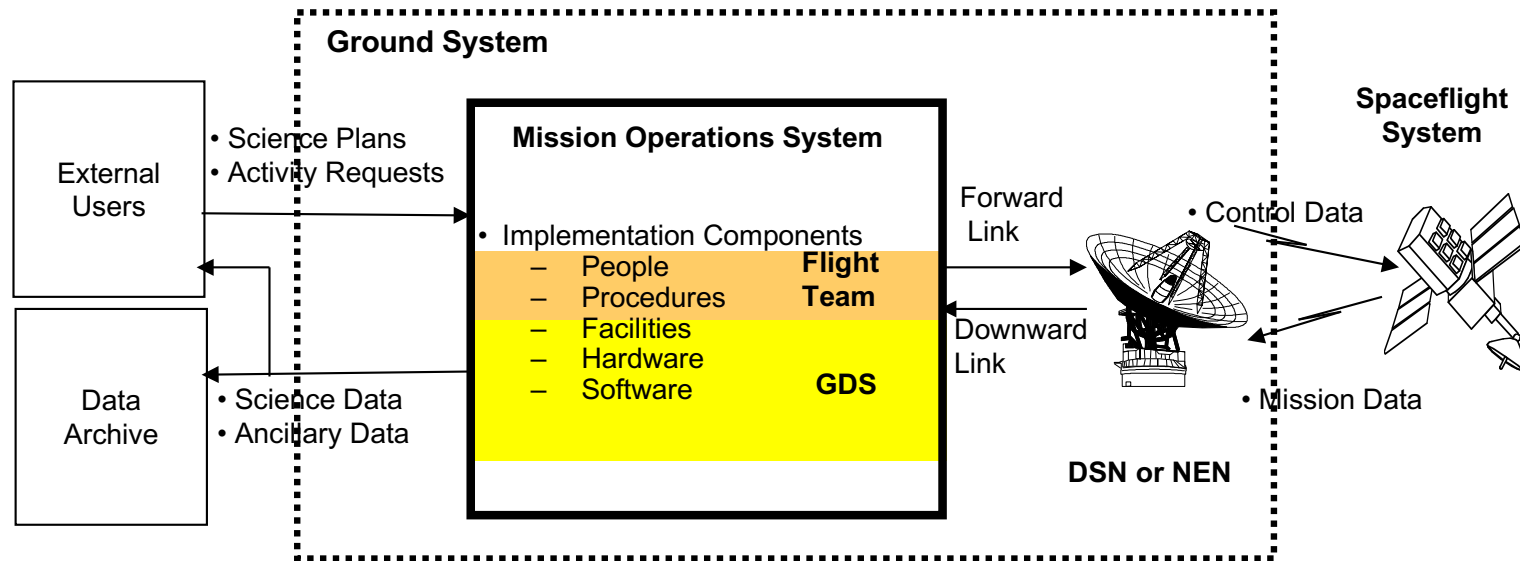 Ground System
External
Users
• Science Plans
• Activity Requests
Mission Operations System
• Implementation Components
– People
– Procedures
Flight
Team
– Facilities
– Hardware
– Software
GDS
Forward
Link
Downward
Link
DSN or NEN
• Control Data
• Mission Data
Spaceflight
System
Data
Archive
• Science Data
• Ancillary Data